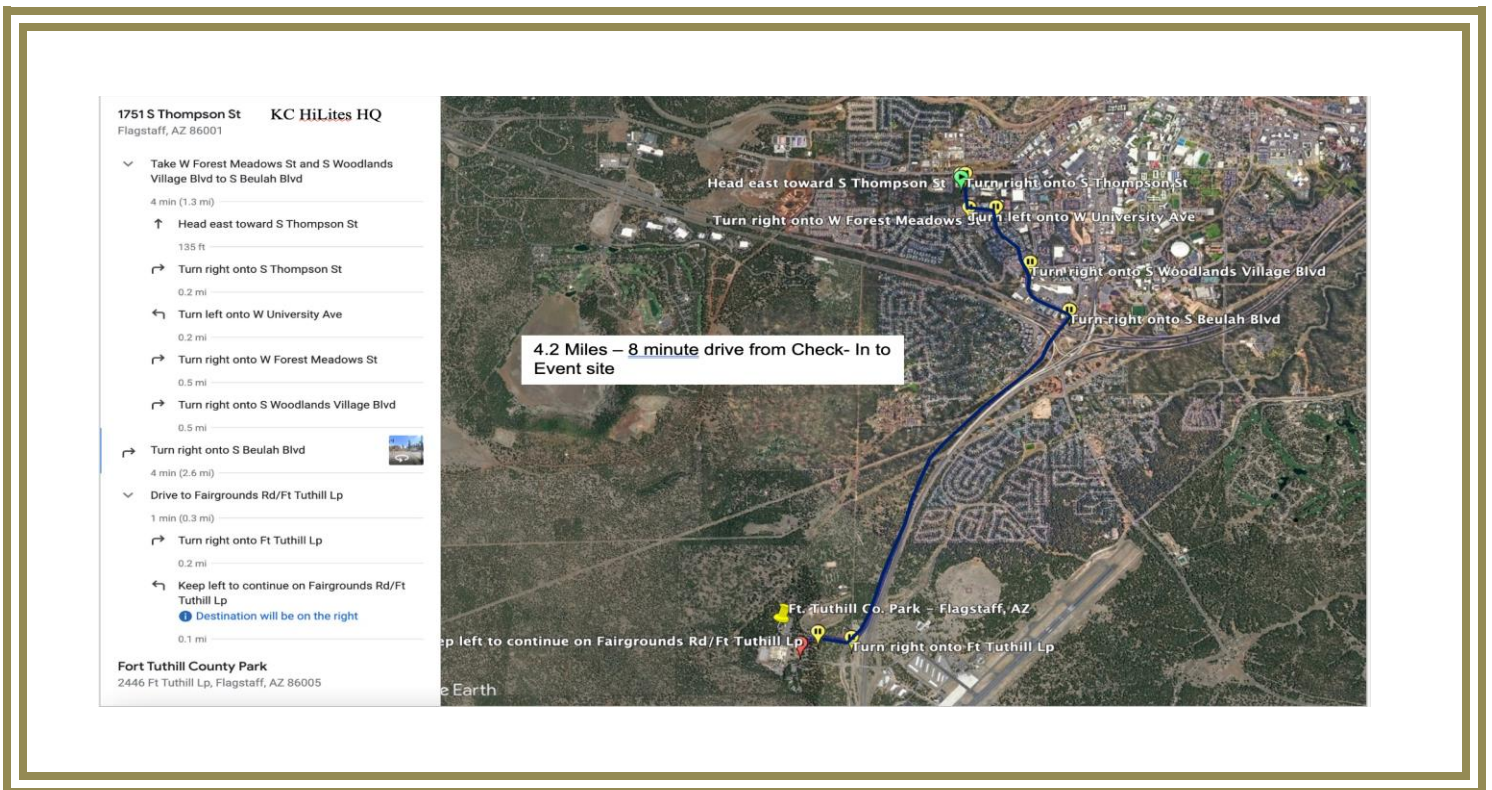 1751 S Thompson St
KC HiLites HQ
Flagstaff, AZ 86001
Take W Forest Meadows St and S Woodlands
Village Blvd to S Beulah Blvd
4 min (1.3 mi)
Head east toward S Thompson St
135 ft
Turn right onto S Thompson St
0.2 mi
Turn left onto W University Ave
0.2 mi
Turn right onto W Forest Meadows St
0.5 mi
Turn right onto S Woodlands Village Blvd
0.5 mi
Turn right onto S Beulah Blvd
4 min (2.6 mi)
Drive to Fairgrounds Rd/Ft Tuthill Lp
1 min (0.3 mi)
Turn right onto Ft Tuthill Lp
0.2 mi
Keep left to continue on Fairgrounds Rd/Ft
Tuthill Lp
Destination will be on the right
0.1 mi
Fort Tuthill County Park
2446 Ft Tuthill Lp, Flagstaff, AZ 86005
Head east toward S Thompson St
Turn right onto S Thompson St
Turn right onto W Forest Meadows St
Turn left onto W University Ave
Turn right onto S Woodlands Village Blvd
Turn right onto S Beulah Blvd
4.2 Miles – 8 minute drive from Check- In to
Event site
Ft. Tuthill Co. Park – Flagstaff, AZ
ep left to continue on Fairgrounds Rd/Ft Tuthill Lp
Turn right onto Ft Tuthill Lp
e Earth